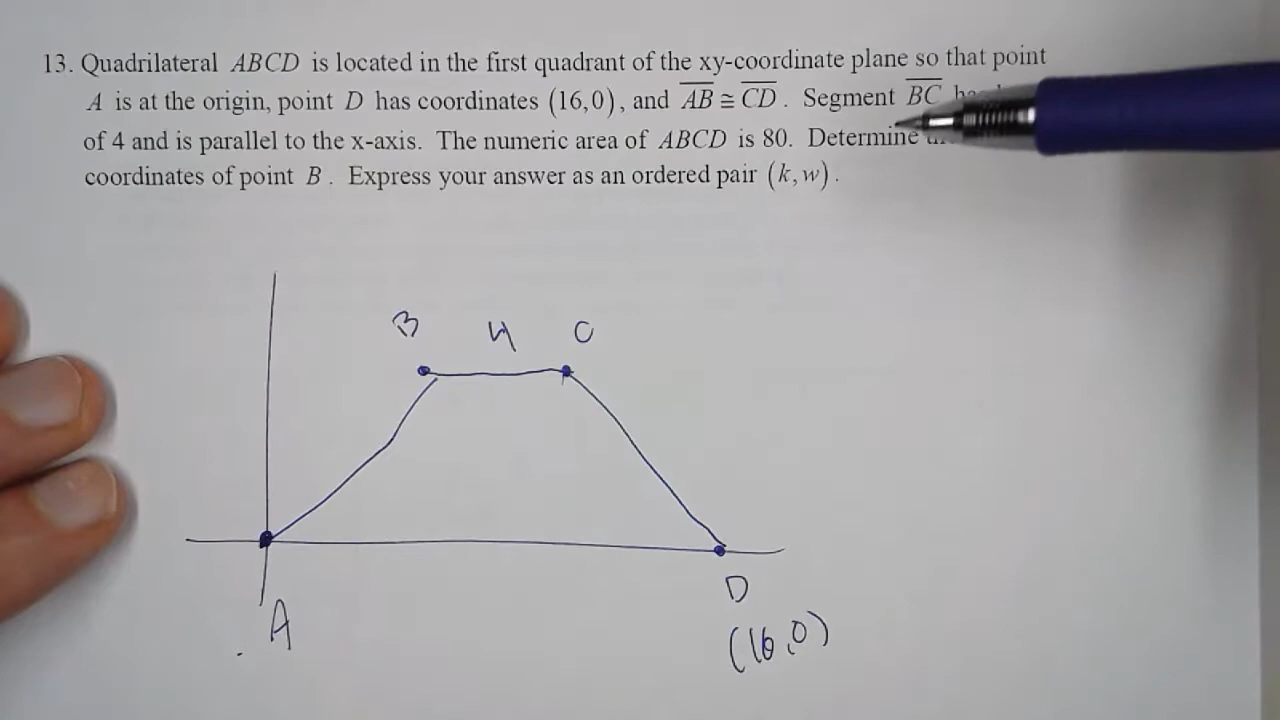 13. Quadrilateral ABCD is located in the first quadrant of the xy-coordinate plane so that point
A is at the origin, point D has coordinates (16,0), and A͞B ≅ C͞D. Segment B͞C
of 4 and is parallel to the x-axis. The numeric area of ABCD is 80. Determine
coordinates of point B. Express your answer as an ordered pair (k,w).
B 4 C
A
D
(16,0)